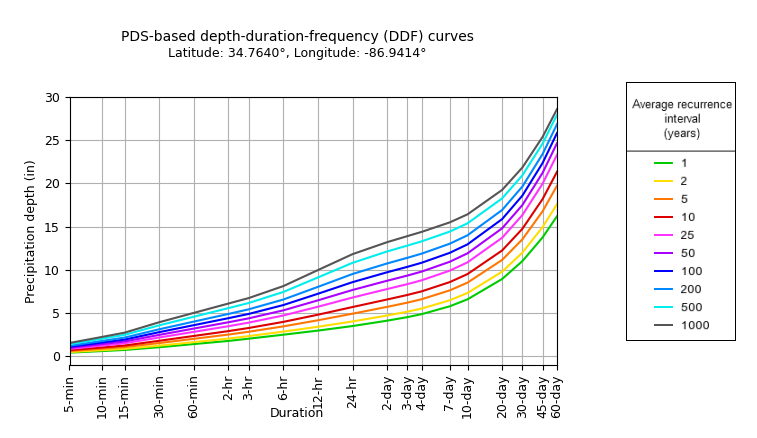 PDS-based depth-duration-frequency (DDF) curves
Latitude: 34.7640°, Longitude: -86.9414°
Precipitation depth (in)
30
25
20
15
10
5
0
5-min
10-min
15-min
30-min
60-min
2-hr
3-hr
6-hr
12-hr
24-hr
2-day
3-day
4-day
7-day
10-day
20-day
30-day
45-day
60-day
Duration
Average recurrence
interval
(years)
1
2
5
10
25
50
100
200
500
1000